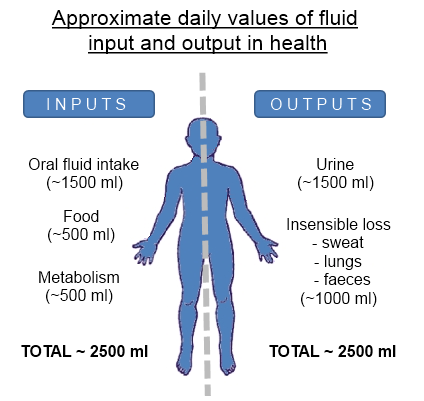 Approximate daily values of fluid
input and output in health
INPUTS
OUTPUTS
Oral fluid intake
(~1500 ml)
Food
(~500 ml)
Metabolism
(~500 ml)
TOTAL ~ 2500 ml
Urine
(~1500 ml)
Insensible loss
- sweat
- lungs
- faeces
(~1000 ml)
TOTAL ~ 2500 ml